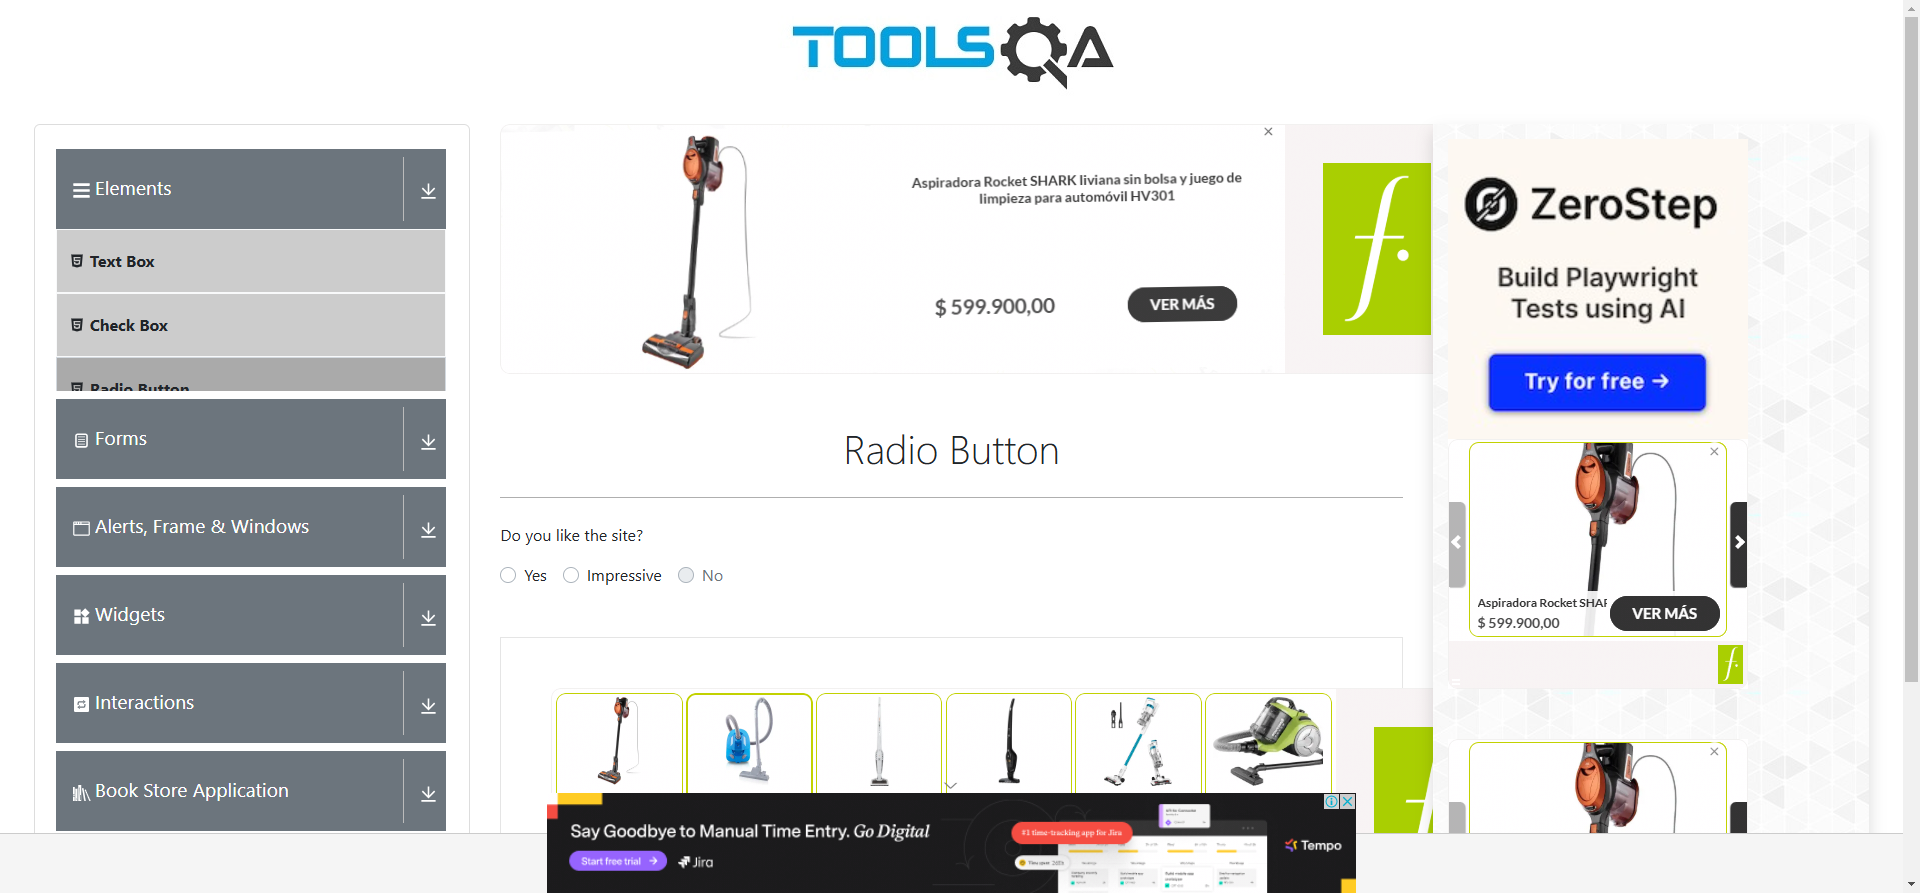 TOOLSQA
Elements
Text Box
Check Box
Radio Button
Forms
Alerts, Frame & Windows
Widgets
Interactions
Book Store Application
Aspiradora Rocket SHARK liviana sin bolsa y juego de
limpieza para automóvil HV301
$ 599.900,00
VER MÁS
f.
Radio Button
Do you like the site?
Yes
Impressive
No
ZeroStep
Build Playwright
Tests using AI
Try for free →
Aspiradora Rocket SHAR
$ 599.900,00
VER MÁS
f.
Say Goodbye to Manual Time Entry. Go Digital
Start free trial →
Jira
#1 time-tracking app for Jira
Tempo